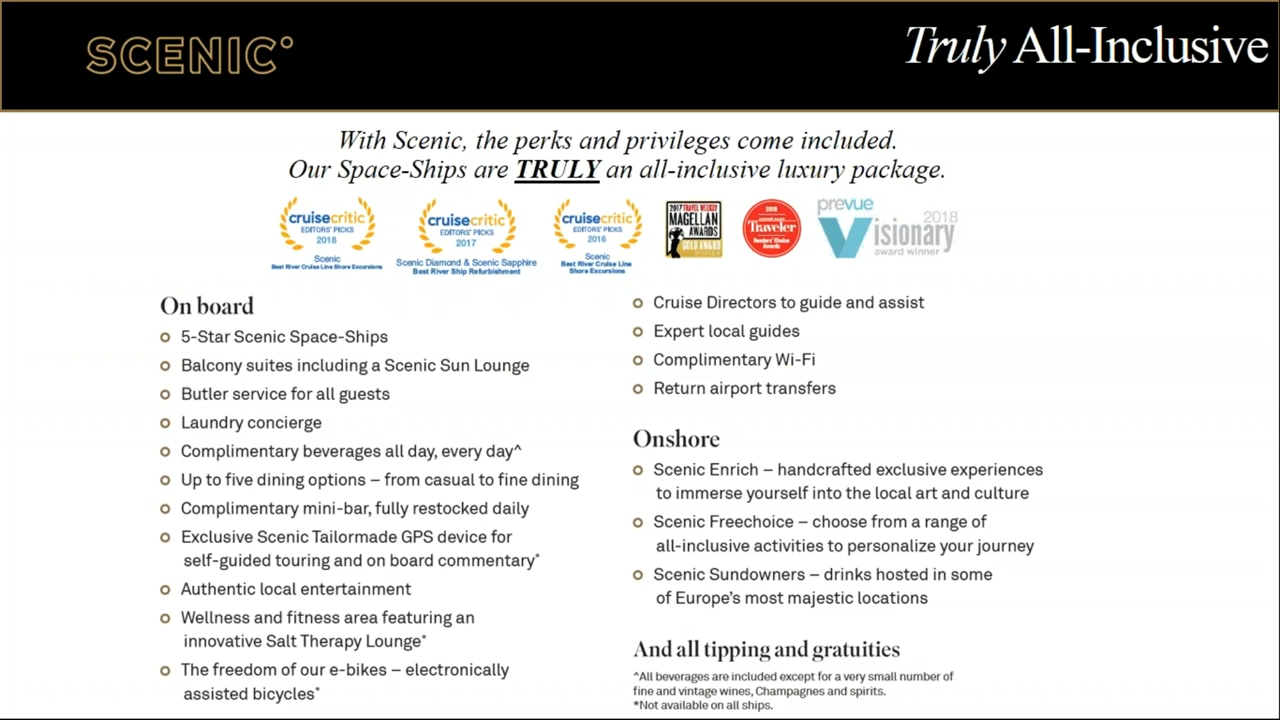 SCENIC°
Truly All-Inclusive
With Scenic, the perks and privileges come included.
Our Space-Ships are TRULY an all-inclusive luxury package.
cruisecritic
EDITORS' PICKS
2018
Scenic
Best River Cruise Line Shore Excursions
cruisecritic
EDITORS' PICKS
2017
Scenic Diamond & Scenic Sapphire
Best River Ship Refurbishment
cruisecritic
EDITORS' PICKS
2016
Scenic
Best River Cruise Line
Shore Excursions
2017 TRAVEL WEEKLY
MAGELLAN
AWARDS
GOLD AWARD
2018
Traveler
Readers' Choice
Awards
prevue
2018
Visionary
award winner
On board
5-Star Scenic Space-Ships
Balcony suites including a Scenic Sun Lounge
Butler service for all guests
Laundry concierge
Complimentary beverages all day, every day^
Up to five dining options – from casual to fine dining
Complimentary mini-bar, fully restocked daily
Exclusive Scenic Tailormade GPS device for
self-guided touring and on board commentary*
Authentic local entertainment
Wellness and fitness area featuring an
innovative Salt Therapy Lounge*
The freedom of our e-bikes – electronically
assisted bicycles*
Cruise Directors to guide and assist
Expert local guides
Complimentary Wi-Fi
Return airport transfers
Onshore
Scenic Enrich – handcrafted exclusive experiences
to immerse yourself into the local art and culture
Scenic Freechoice – choose from a range of
all-inclusive activities to personalize your journey
Scenic Sundowners – drinks hosted in some
of Europe's most majestic locations
And all tipping and gratuities
^All beverages are included except for a very small number of
fine and vintage wines, Champagnes and spirits.
*Not available on all ships.